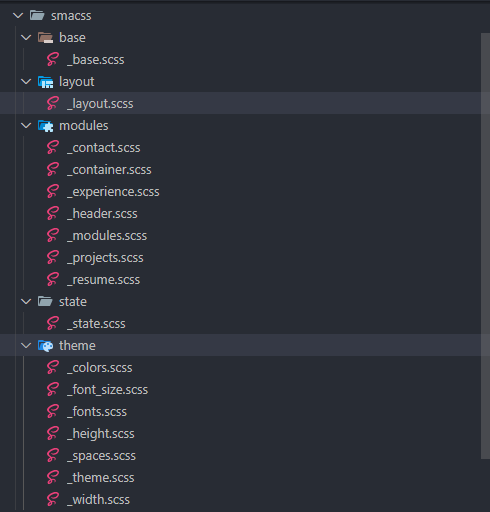 smacss
base
_base.scss
layout
_layout.scss
modules
_contact.scss
_container.scss
_experience.scss
_header.scss
_modules.scss
_projects.scss
_resume.scss
state
_state.scss
theme
_colors.scss
_font_size.scss
_fonts.scss
_height.scss
_spaces.scss
_theme.scss
_width.scss